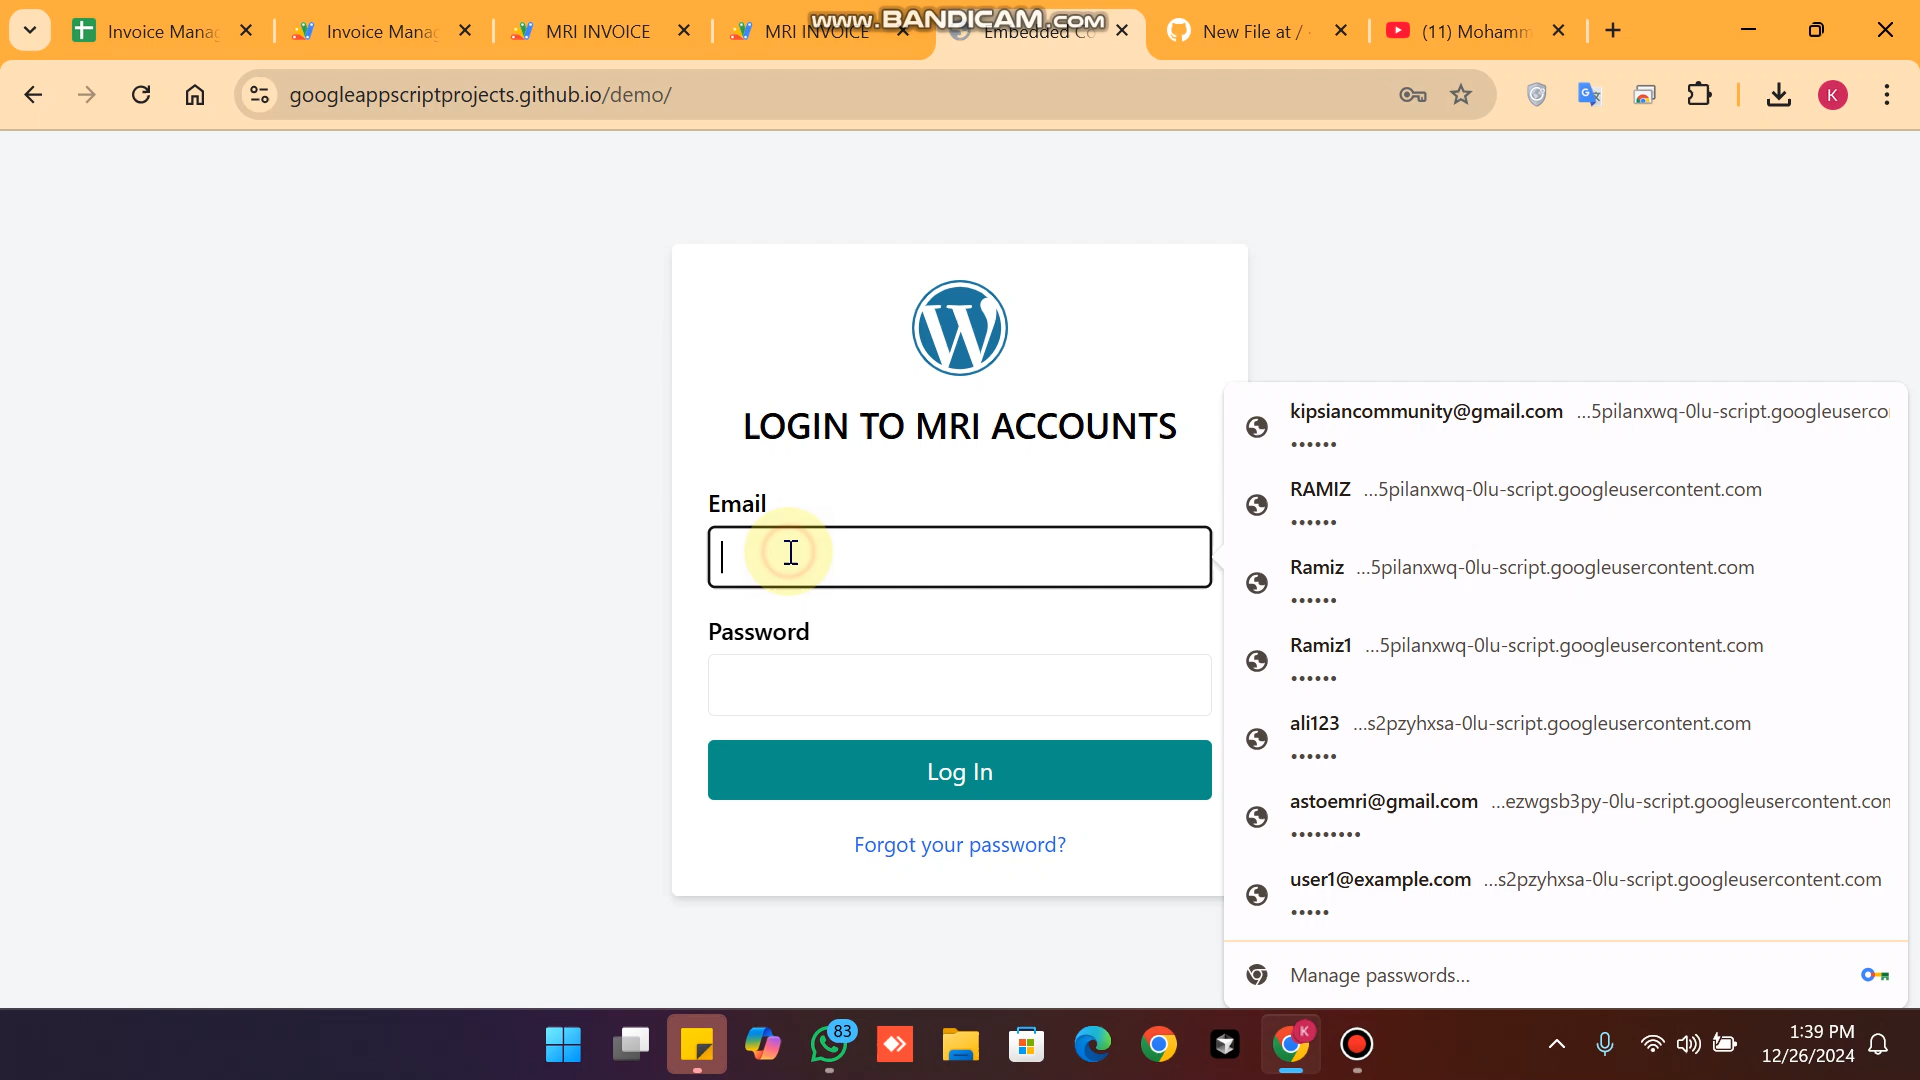 Invoice Mana
Invoice Manag
MRI INVOICE
MRI INVOICE
Embedded Co
New File at /
(11) Mohamm
www.BANDICAM.com
googleappscriptprojects.github.io/demo/
K
LOGIN TO MRI ACCOUNTS
Email
Password
Log In
Forgot your password?
kipsiancommunity@gmail.com ...5pilanxwq-0lu-script.googleuserco
••••••
RAMIZ ...5pilanxwq-0lu-script.googleusercontent.com
••••••
Ramiz ...5pilanxwq-0lu-script.googleusercontent.com
••••••
Ramiz1 ...5pilanxwq-0lu-script.googleusercontent.com
••••••
ali123 ...s2pzyhxsa-0lu-script.googleusercontent.com
••••••
astoemri@gmail.com ...ezwgsb3py-0lu-script.googleusercontent.con
•••••••••
user1@example.com ...s2pzyhxsa-0lu-script.googleusercontent.com
•••••
Manage passwords...
83
K
1:39 PM
12/26/2024